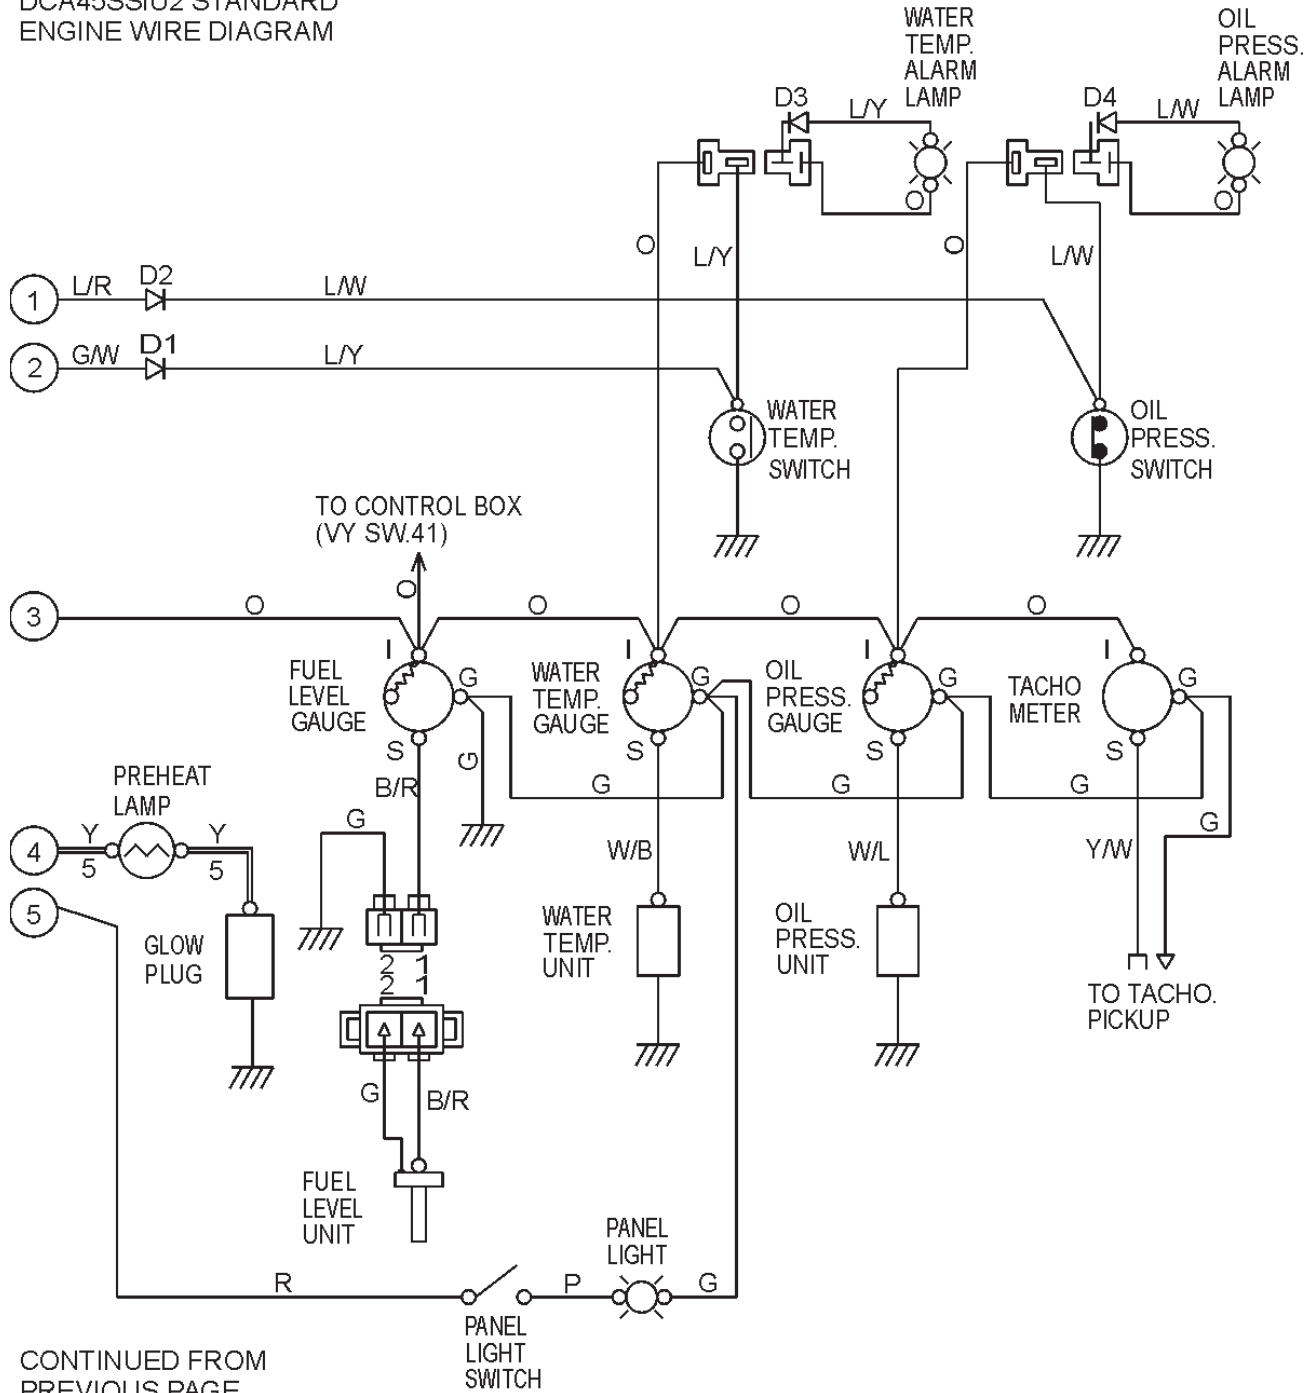 DCA45SSIU2 STANDARD
ENGINE WIRE DIAGRAM
WATER
TEMP.
ALARM
LAMP
OIL
PRESS.
ALARM
LAMP
D3
L/Y
D4
L/W
O
O
O
L/Y
O
L/W
1
L/R
D2
L/W
2
G/W
D1
L/Y
WATER
TEMP.
SWITCH
OIL
PRESS.
SWITCH
TO CONTROL BOX
(VY SW.41)
O
3
O
O
O
O
I
I
I
I
FUEL
LEVEL
GAUGE
G
WATER
TEMP.
GAUGE
G
OIL
PRESS.
GAUGE
G
TACHO
METER
G
S
S
S
S
G
B/R
G
G
G
G
G
PREHEAT
LAMP
4
Y
5
Y
5
W/B
W/L
Y/W
5
GLOW
PLUG
2 1
2 1
WATER
TEMP.
UNIT
OIL
PRESS.
UNIT
TO TACHO.
PICKUP
G
B/R
FUEL
LEVEL
UNIT
PANEL
LIGHT
R
P
G
PANEL
LIGHT
SWITCH
CONTINUED FROM
PREVIOUS PAGE